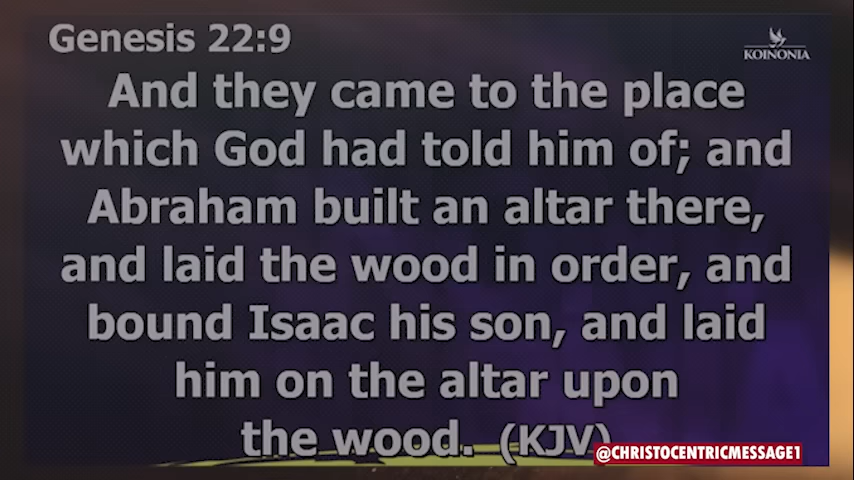 Genesis 22:9
KOINONIA
And they came to the place
which God had told him of; and
Abraham built an altar there,
and laid the wood in order, and
bound Isaac his son, and laid
him on the altar upon
the wood. (KJV)
@CHRISTOCENTRICMESSAGE1